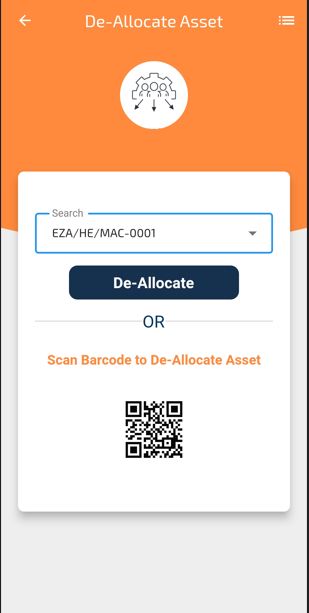 De-Allocate Asset
Search
EZA/HE/MAC-0001
De-Allocate
OR
Scan Barcode to De-Allocate Asset